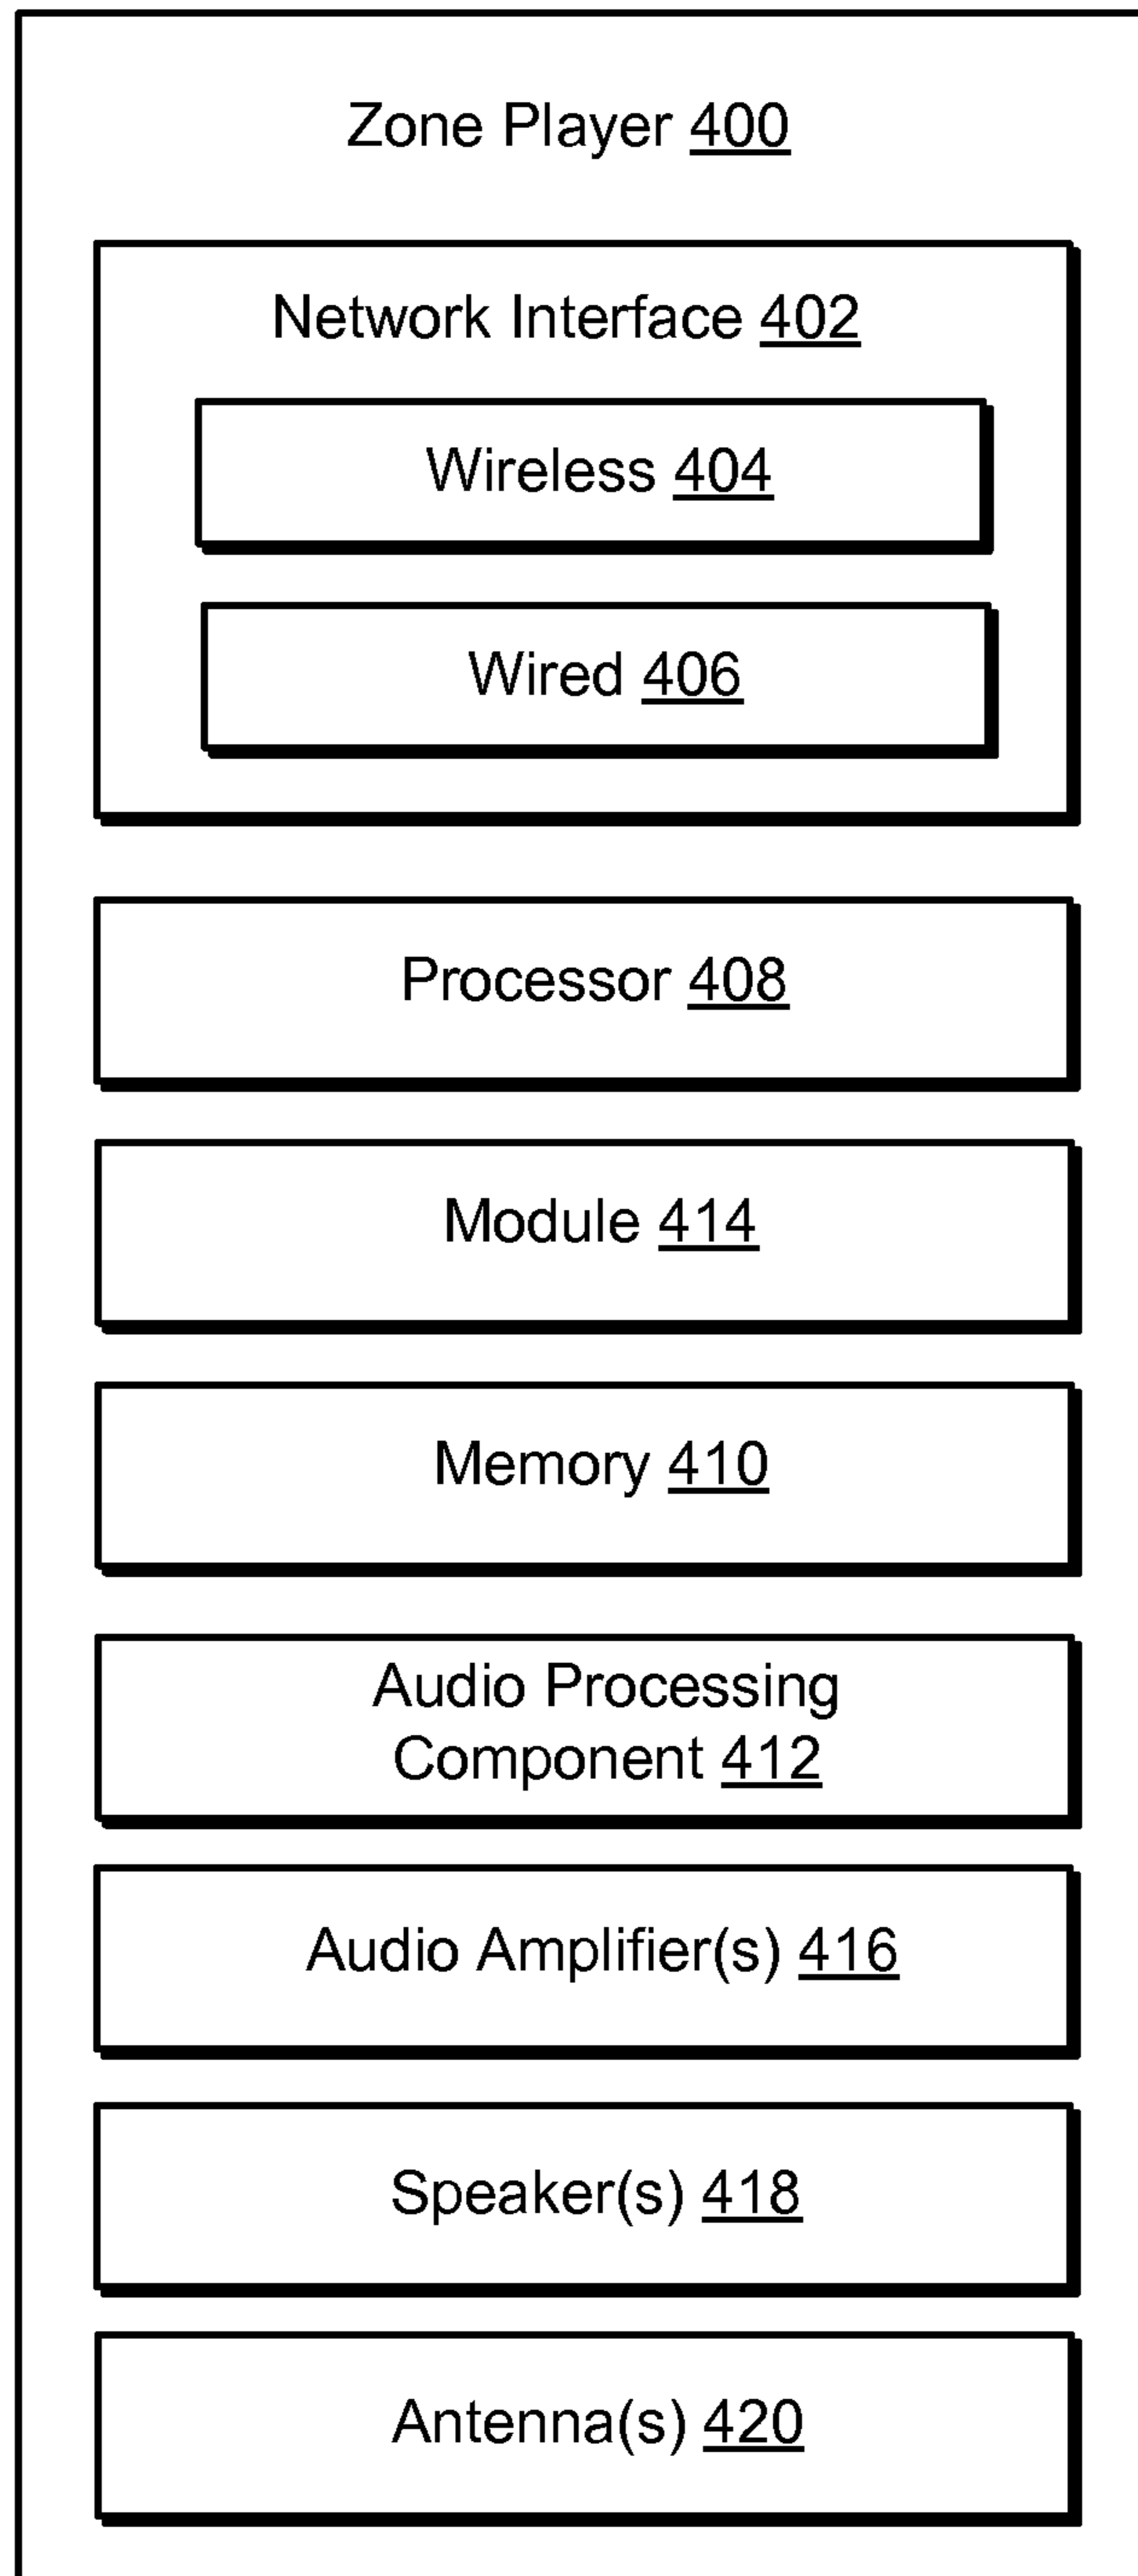 Zone Player 400
Network Interface 402
Wireless 404
Wired 406
Processor 408
Module 414
Memory 410
Audio Processing
Component 412
Audio Amplifier(s) 416
Speaker(s) 418
Antenna(s) 420